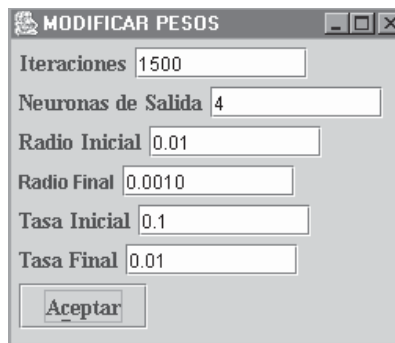 MODIFICAR PESOS
Iteraciones 1500
Neuronas de Salida 4
Radio Inicial 0.01
Radio Final 0.0010
Tasa Inicial 0.1
Tasa Final 0.01
Aceptar